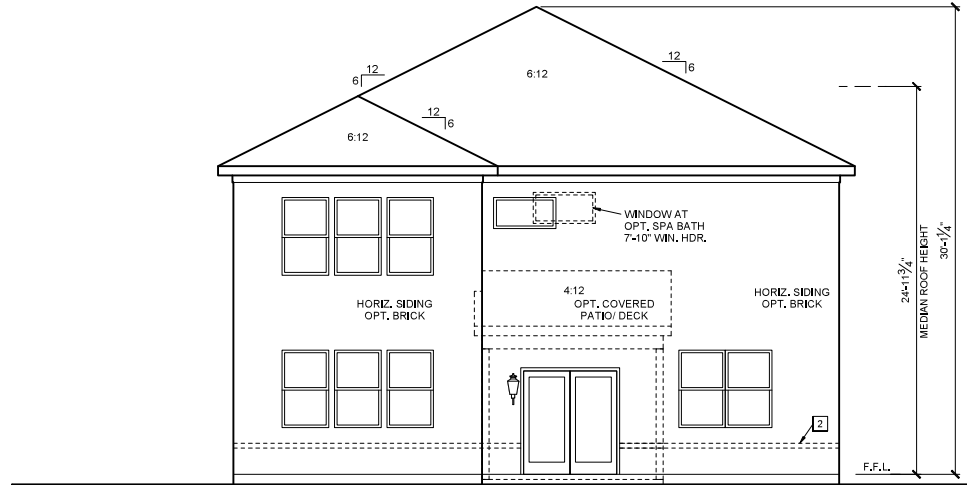 12
6
12
6
6:12
12
6
6:12
WINDOW AT
OPT. SPA BATH
7'-10" WIN. HDR.
4:12
OPT. COVERED
PATIO/ DECK
HORIZ. SIDING
OPT. BRICK
HORIZ. SIDING
OPT. BRICK
24'-11¾"
MEDIAN ROOF HEIGHT
30'-1¼"
2
F.F.L.